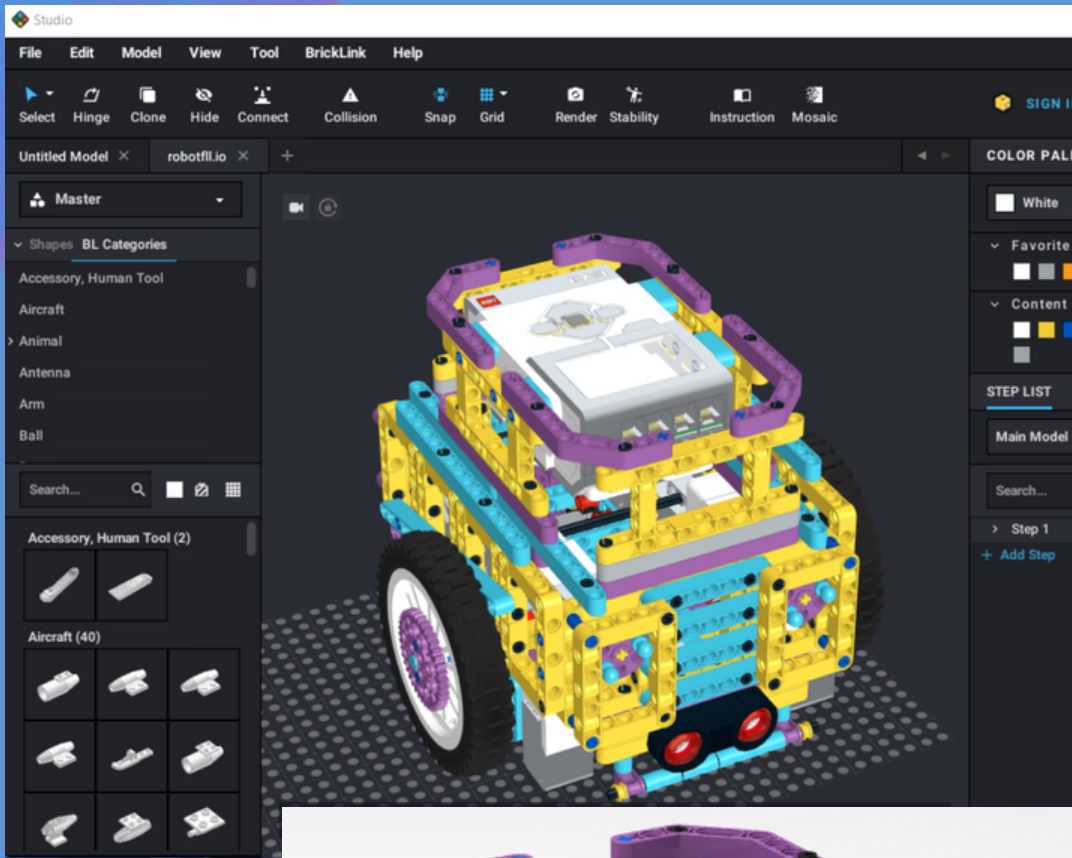 Studio
File Edit Model View Tool BrickLink Help
Select Hinge Clone Hide Connect Collision Snap Grid Render Stability Instruction Mosaic
SIGN I
Untitled Model robotfll.io
COLOR PAL
Master
White
Shapes BL Categories
Favorite
Accessory, Human Tool
Aircraft
Content
Animal
Antenna
STEP LIST
Arm
Ball
Main Model
Search...
Search...
Step 1
Accessory, Human Tool (2)
+ Add Step
Aircraft (40)